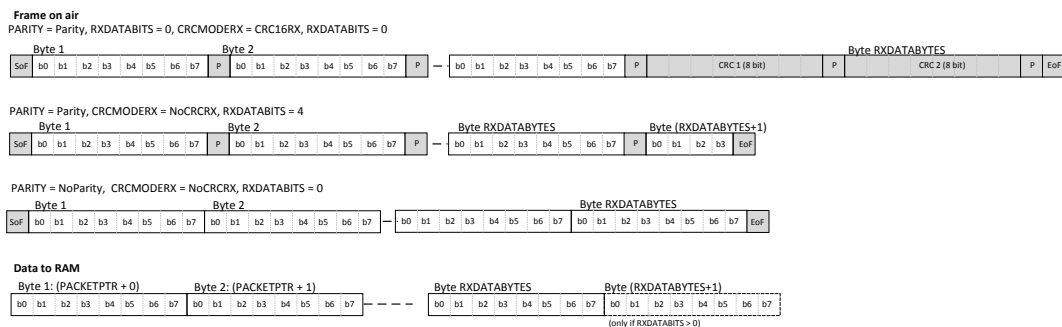 Frame on air
PARITY = Parity, RXDATABITS = 0, CRCMODERX = CRC16RX, RXDATABITS = 0
Byte 1 Byte 2 Byte RXDATABYTES
SoF b0 b1 b2 b3 b4 b5 b6 b7 P b0 b1 b2 b3 b4 b5 b6 b7 P b0 b1 b2 b3 b4 b5 b6 b7 P CRC 1 (8 bit) P CRC 2 (8 bit) P EoF
PARITY = Parity, CRCMODERX = NoCRCRX, RXDATABITS = 4
Byte 1 Byte 2 Byte RXDATABYTES Byte (RXDATABYTES+1)
SoF b0 b1 b2 b3 b4 b5 b6 b7 P b0 b1 b2 b3 b4 b5 b6 b7 P b0 b1 b2 b3 b4 b5 b6 b7 P b0 b1 b2 b3 EoF
PARITY = NoParity, CRCMODERX = NoCRCRX, RXDATABITS = 0
Byte 1 Byte 2 Byte RXDATABYTES
SoF b0 b1 b2 b3 b4 b5 b6 b7 b0 b1 b2 b3 b4 b5 b6 b7 b0 b1 b2 b3 b4 b5 b6 b7 b0 b1 b2 b3 b4 b5 b6 b7 EoF
Data to RAM
Byte 1: (PACKETPTR + 0) Byte 2: (PACKETPTR + 1) Byte RXDATABYTES Byte (RXDATABYTES+1)
b0 b1 b2 b3 b4 b5 b6 b7 b0 b1 b2 b3 b4 b5 b6 b7 b0 b1 b2 b3 b4 b5 b6 b7 b0 b1 b2 b3 b4 b5 b6 b7
(only if RXDATABITS > 0)